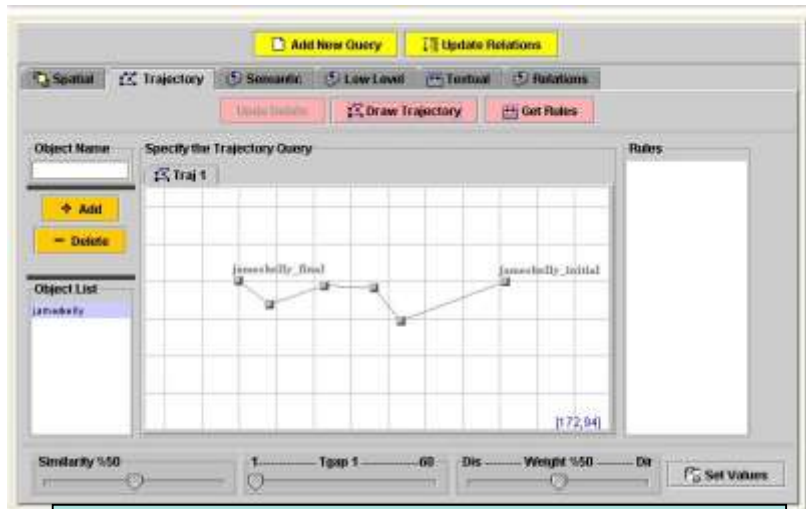 Add New Query Update Relations
Spatial Trajectory Semantic Low Level Textual Relations
Undo Delete Draw Trajectory Get Rules
Object Name Specify the Trajectory Query Rules
Traj 1
+ Add
− Delete
jameskelly_final jameskelly_initial
Object List
jameskelly
[172,94]
Similarity %50 1 ------------ Tgap 1 ------------ 60 Dis -------- Weight %50 -------- Dir
Set Values